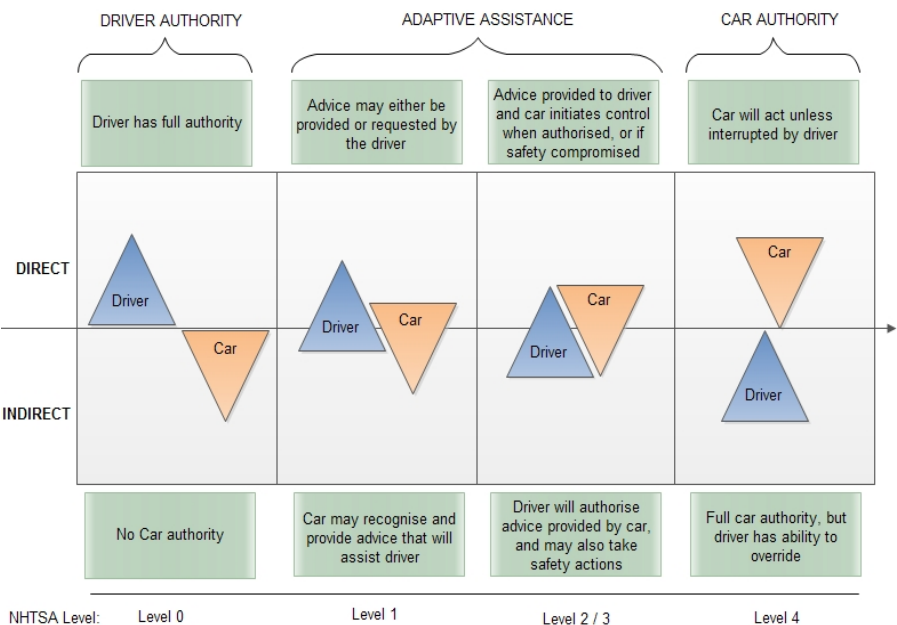 DRIVER AUTHORITY
ADAPTIVE ASSISTANCE
CAR AUTHORITY
Driver has full authority
Advice may either be
provided or requested by
the driver
Advice provided to driver
and car initiates control
when authorised, or if
safety compromised
Car will act unless
interrupted by driver
DIRECT
INDIRECT
Driver
Car
Driver
Car
Driver
Car
Car
Driver
No Car authority
Car may recognise and
provide advice that will
assist driver
Driver will authorise
advice provided by car,
and may also take
safety actions
Full car authority, but
driver has ability to
override
NHTSA Level:
Level 0
Level 1
Level 2 / 3
Level 4